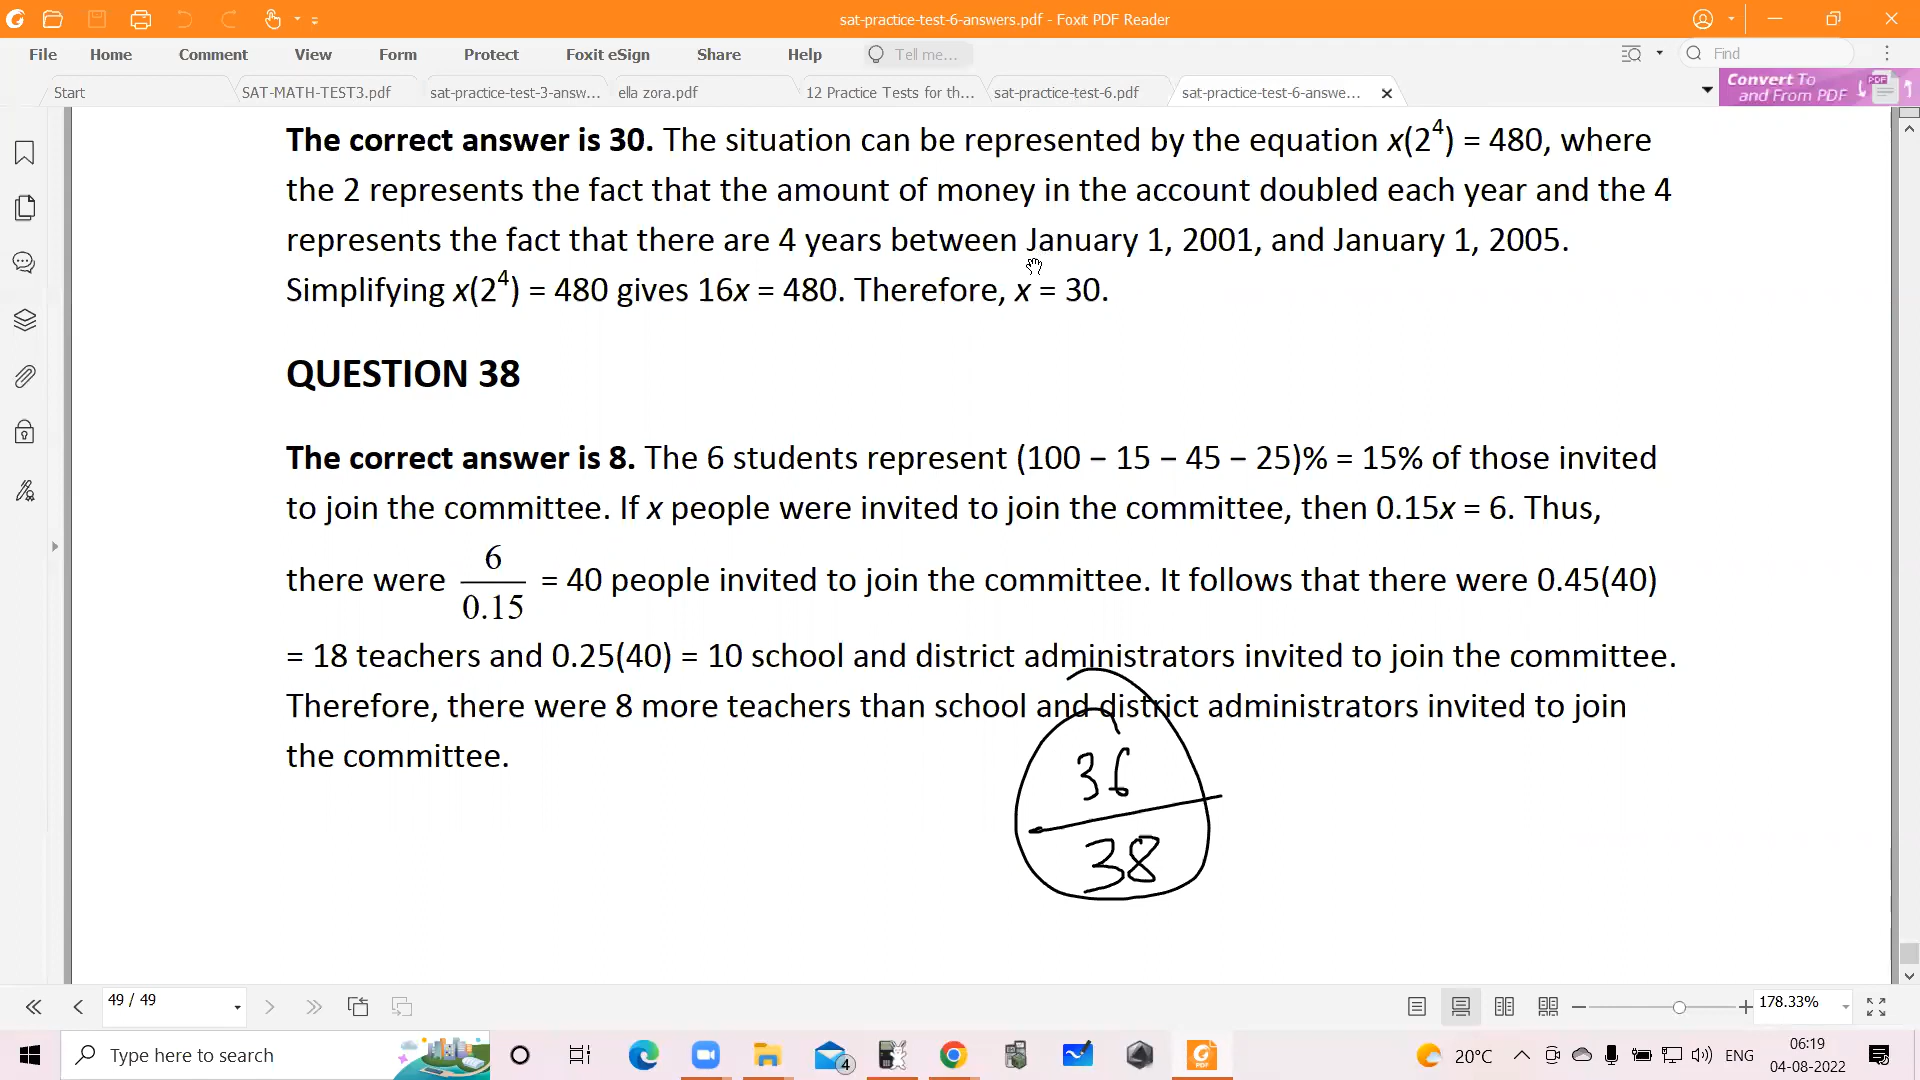 sat-practice-test-6-answers.pdf - Foxit PDF Reader
File Home Comment View Form Protect Foxit eSign Share Help Tell me... Find
Start SAT-MATH-TEST3.pdf sat-practice-test-3-answ... ella zora.pdf 12 Practice Tests for th... sat-practice-test-6.pdf sat-practice-test-6-answe...
Convert To
and From PDF
PDF
The correct answer is 30. The situation can be represented by the equation x(2⁴) = 480, where
the 2 represents the fact that the amount of money in the account doubled each year and the 4
represents the fact that there are 4 years between January 1, 2001, and January 1, 2005.
Simplifying x(2⁴) = 480 gives 16x = 480. Therefore, x = 30.
QUESTION 38
The correct answer is 8. The 6 students represent (100 − 15 − 45 − 25)% = 15% of those invited
to join the committee. If x people were invited to join the committee, then 0.15x = 6. Thus,
there were 6/0.15 = 40 people invited to join the committee. It follows that there were 0.45(40)
= 18 teachers and 0.25(40) = 10 school and district administrators invited to join the committee.
Therefore, there were 8 more teachers than school and district administrators invited to join
the committee.
36
38
49 / 49 178.33%
Type here to search 4 20°C ENG 06:19
04-08-2022